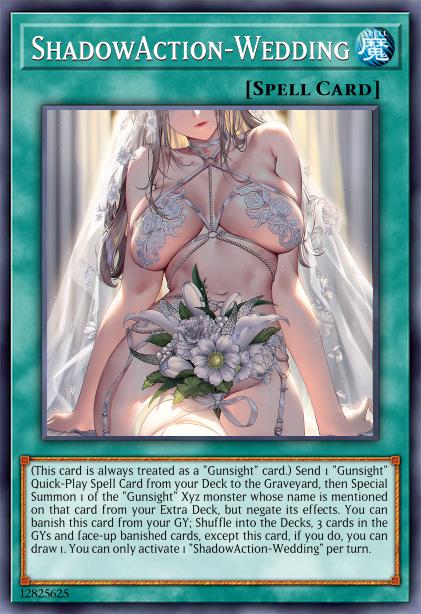 ShadowAction-Wedding
魔
[Spell Card]
(This card is always treated as a "Gunsight" card.) Send 1 "Gunsight"
Quick-Play Spell Card from your Deck to the Graveyard, then Special
Summon 1 of the "Gunsight" Xyz monster whose name is mentioned
on that card from your Extra Deck, but negate its effects. You can
banish this card from your GY; Shuffle into the Decks, 3 cards in the
GYs and face-up banished cards, except this card, if you do, you can
draw 1. You can only activate 1 "ShadowAction-Wedding" per turn.
12825625